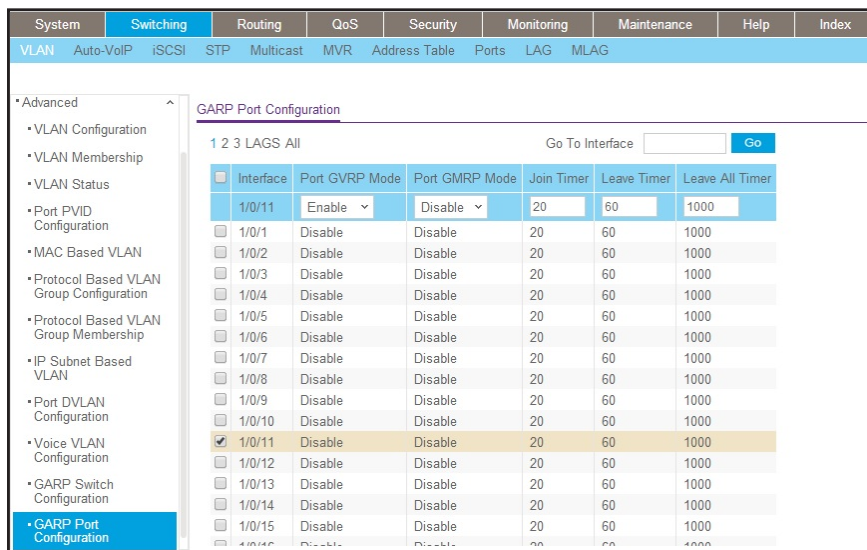 System Switching Routing QoS Security Monitoring Maintenance Help Index
VLAN Auto-VoIP iSCSI STP Multicast MVR Address Table Ports LAG MLAG
Advanced
VLAN Configuration
VLAN Membership
VLAN Status
Port PVID
Configuration
MAC Based VLAN
Protocol Based VLAN
Group Configuration
Protocol Based VLAN
Group Membership
IP Subnet Based
VLAN
Port DVLAN
Configuration
Voice VLAN
Configuration
GARP Switch
Configuration
GARP Port
Configuration
GARP Port Configuration
1 2 3 LAGS All Go To Interface Go
Interface Port GVRP Mode Port GMRP Mode Join Timer Leave Timer Leave All Timer
1/0/11 Enable Disable 20 60 1000
1/0/1 Disable Disable 20 60 1000
1/0/2 Disable Disable 20 60 1000
1/0/3 Disable Disable 20 60 1000
1/0/4 Disable Disable 20 60 1000
1/0/5 Disable Disable 20 60 1000
1/0/6 Disable Disable 20 60 1000
1/0/7 Disable Disable 20 60 1000
1/0/8 Disable Disable 20 60 1000
1/0/9 Disable Disable 20 60 1000
1/0/10 Disable Disable 20 60 1000
1/0/11 Disable Disable 20 60 1000
1/0/12 Disable Disable 20 60 1000
1/0/13 Disable Disable 20 60 1000
1/0/14 Disable Disable 20 60 1000
1/0/15 Disable Disable 20 60 1000